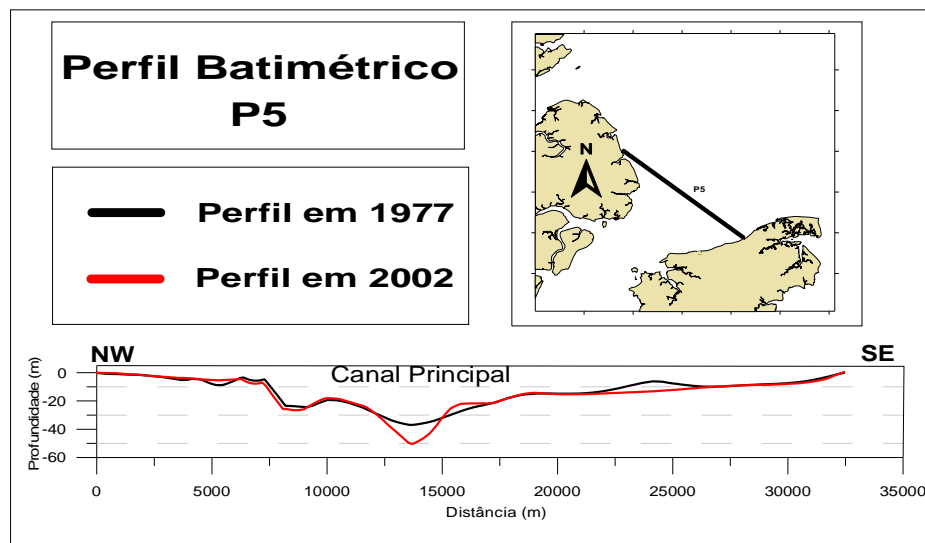 Perfil Batimétrico
P5
Perfil em 1977
Perfil em 2002
N
P5
NW
SE
Canal Principal
Profundidade (m)
0
-20
-40
-60
0
5000
10000
15000
20000
25000
30000
35000
Distância (m)